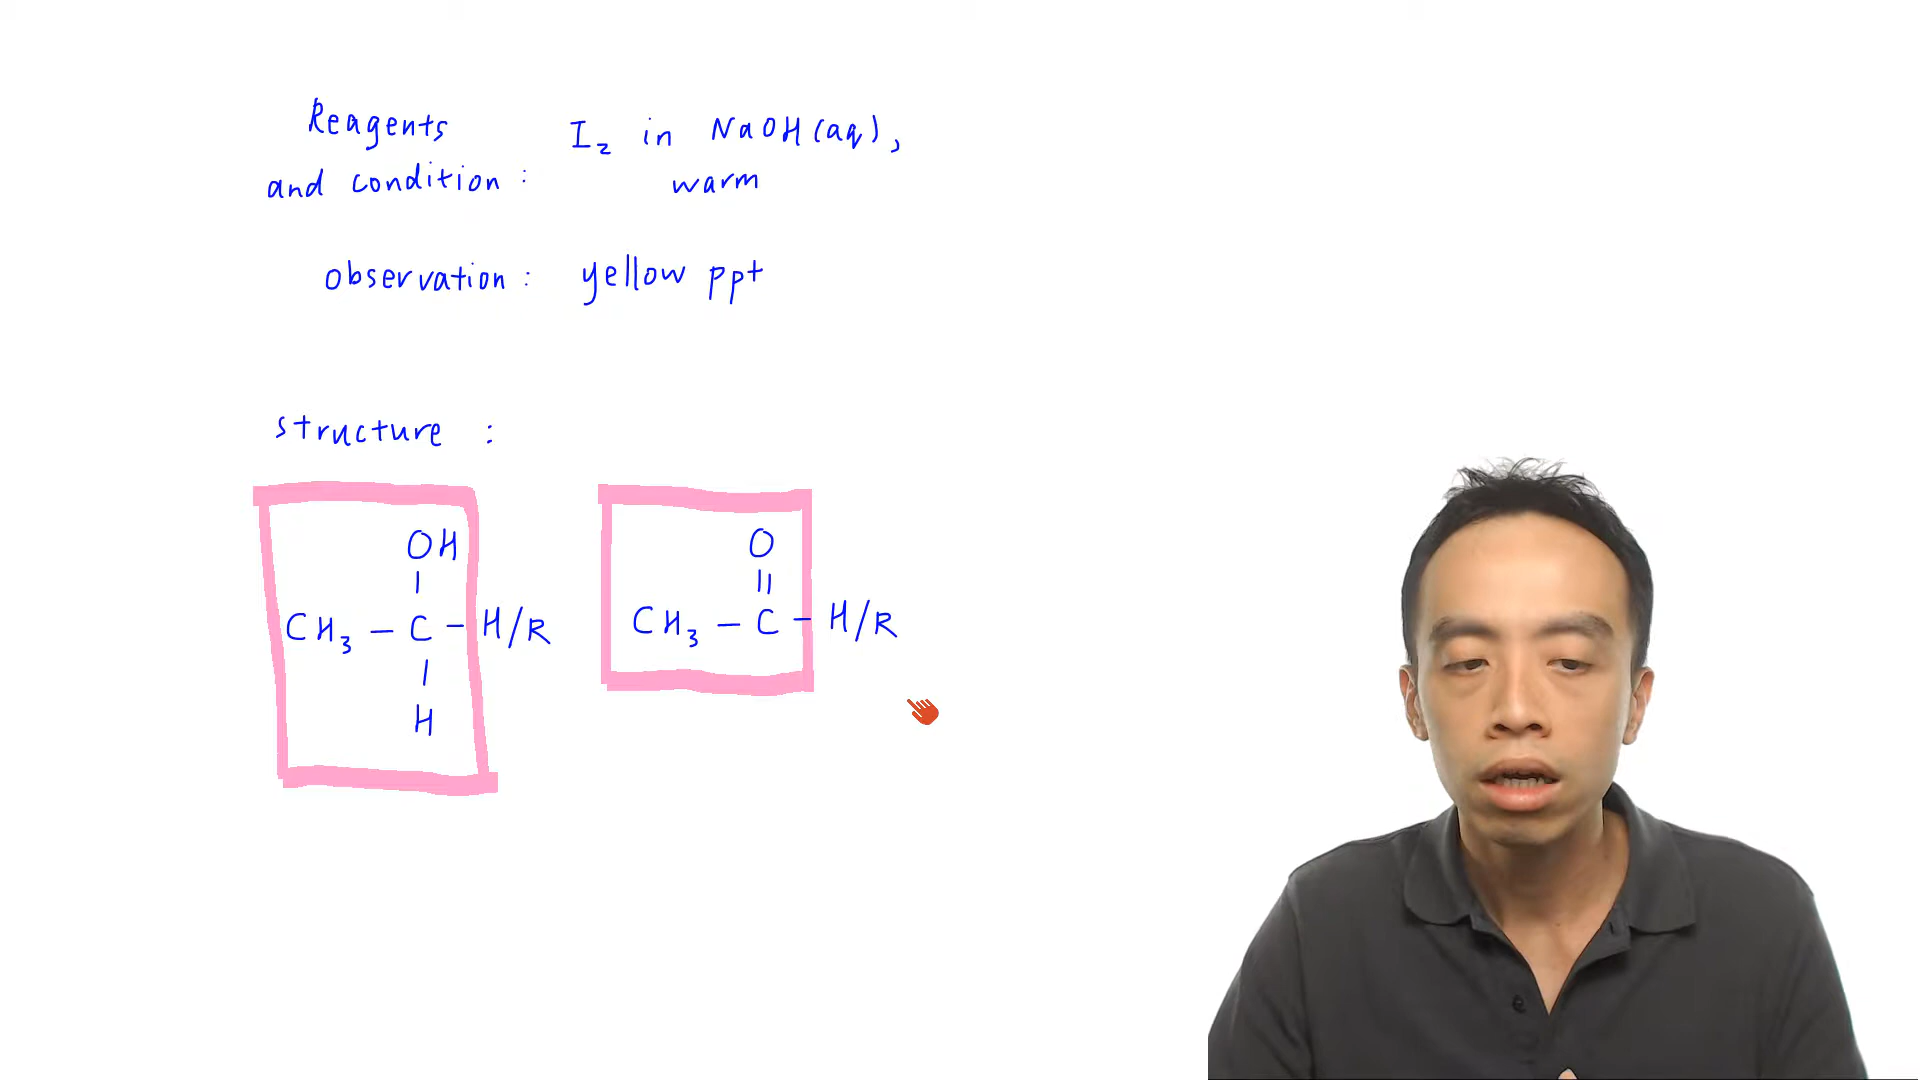 Reagents
and condition :
I₂ in NaOH(aq),
warm
observation : yellow ppt
structure :
OH
CH₃ - C - H/R
H
O
CH₃ - C - H/R